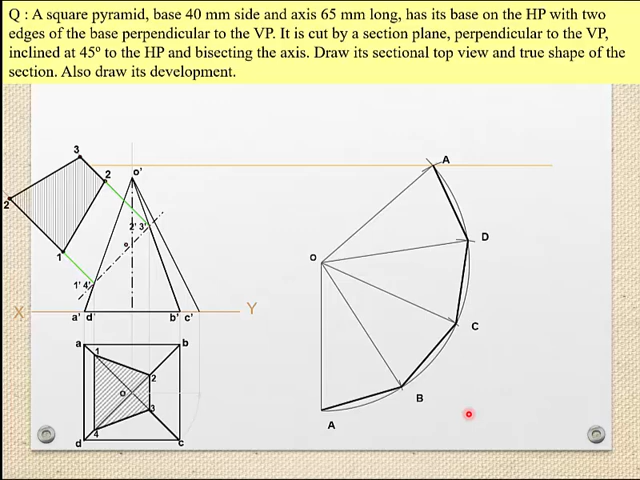 Q : A square pyramid, base 40 mm side and axis 65 mm long, has its base on the HP with two
edges of the base perpendicular to the VP. It is cut by a section plane, perpendicular to the VP,
inclined at 45º to the HP and bisecting the axis. Draw its sectional top view and true shape of the
section. Also draw its development.
3
2
o'
2
2' 3'
o
1
1' 4'
X
Y
a' d'
b' c'
a
1
b
2
o
3
4
d
c
A
D
O
C
B
A